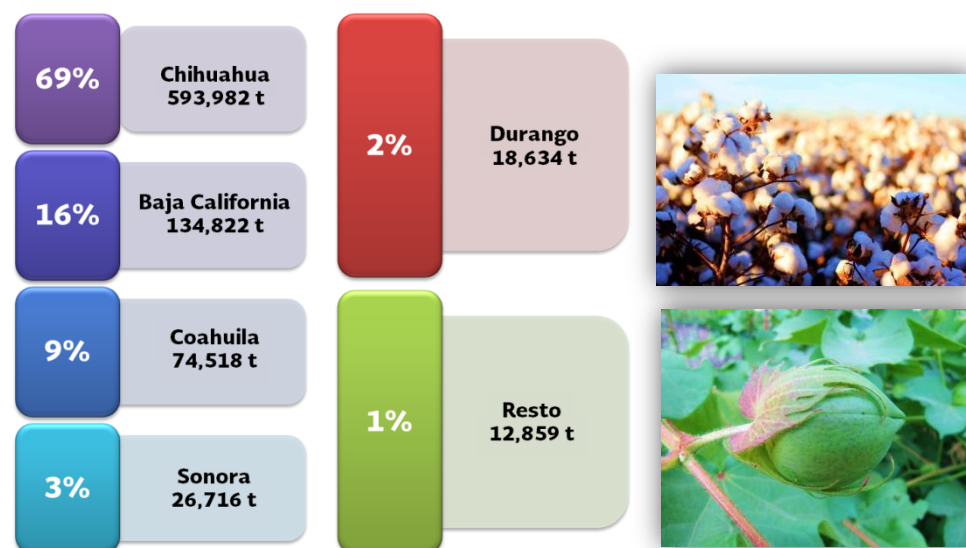 69%
Chihuahua
593,982 t
16%
Baja California
134,822 t
9%
Coahuila
74,518 t
3%
Sonora
26,716 t
2%
Durango
18,634 t
1%
Resto
12,859 t